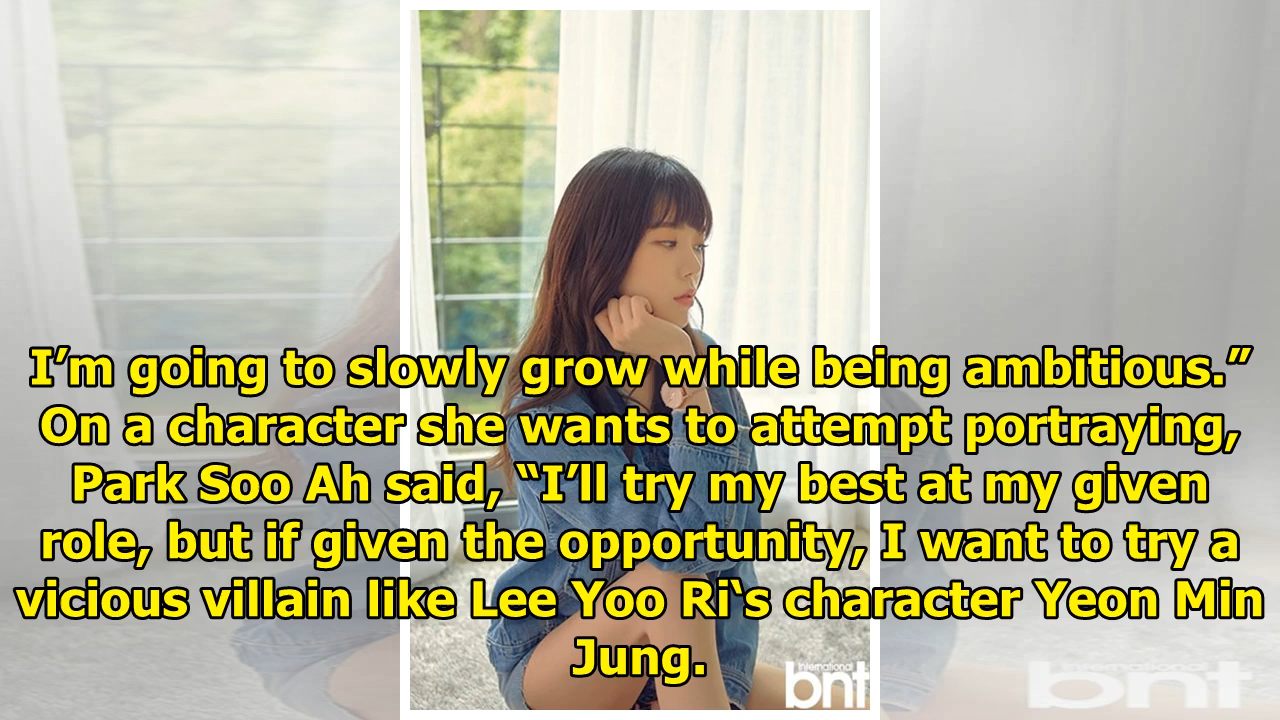 I’m going to slowly grow while being ambitious.”
On a character she wants to attempt portraying,
Park Soo Ah said, “I’ll try my best at my given
role, but if given the opportunity, I want to try a
vicious villain like Lee Yoo Ri‘s character Yeon Min
Jung.
International
bnt
bnt